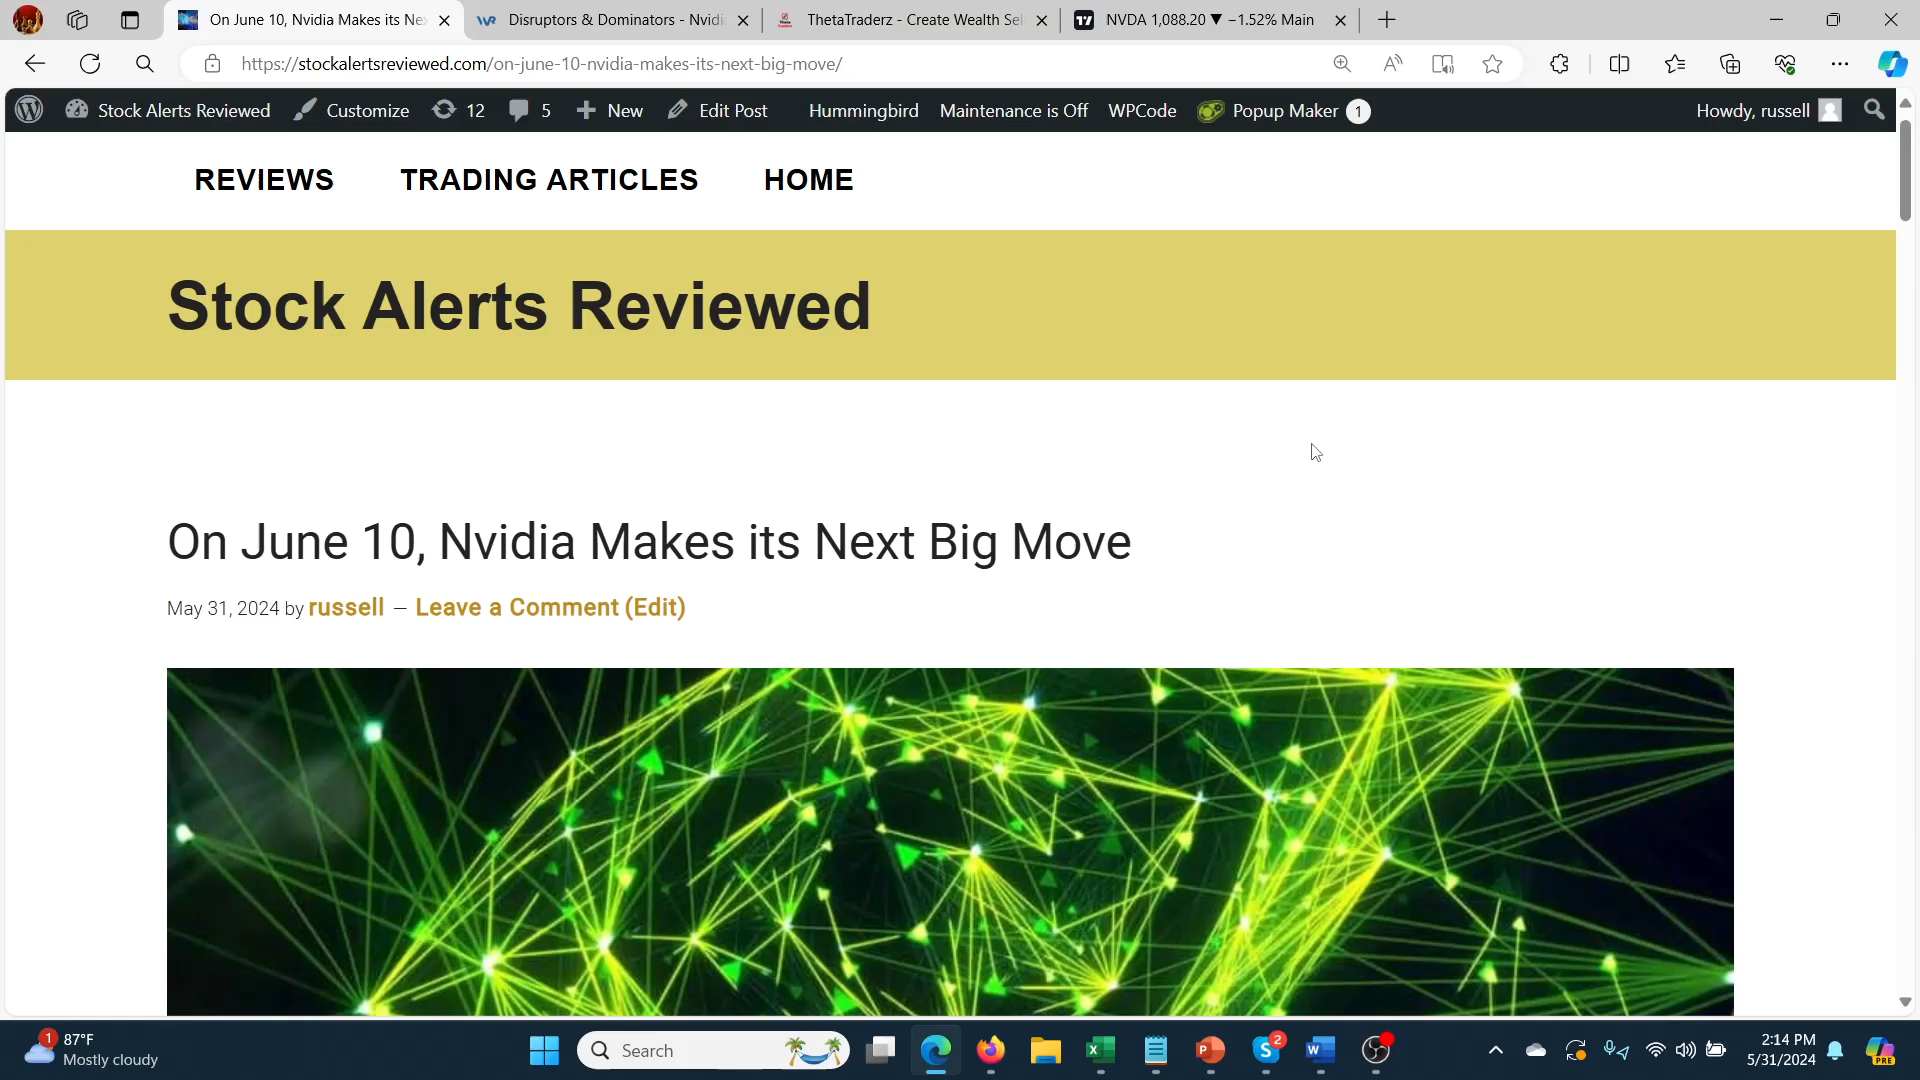 On June 10, Nvidia Makes its Ne
Disruptors & Dominators - Nvidi
ThetaTraderz - Create Wealth Se
NVDA 1,088.20 ▼ −1.52% Main
https://stockalertsreviewed.com/on-june-10-nvidia-makes-its-next-big-move/
Stock Alerts Reviewed Customize 12 5 New Edit Post Hummingbird Maintenance is Off WPCode Popup Maker 1 Howdy, russell
REVIEWS TRADING ARTICLES HOME
Stock Alerts Reviewed
On June 10, Nvidia Makes its Next Big Move
May 31, 2024 by russell — Leave a Comment (Edit)
1
87°F
Mostly cloudy
Search
2
2:14 PM
5/31/2024
PRE